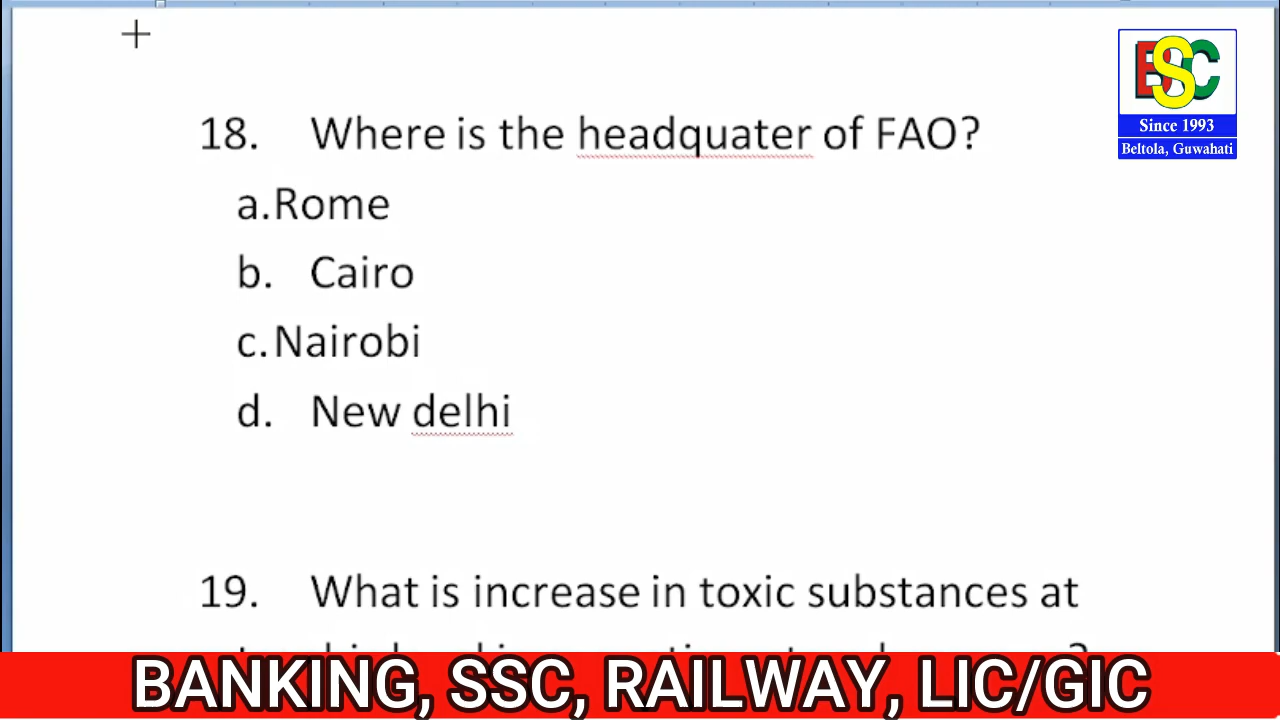 BSC
Since 1993
Beltola, Guwahati
18. Where is the headquater of FAO?
a. Rome
b. Cairo
c. Nairobi
d. New delhi
19. What is increase in toxic substances at
BANKING, SSC, RAILWAY, LIC/GIC